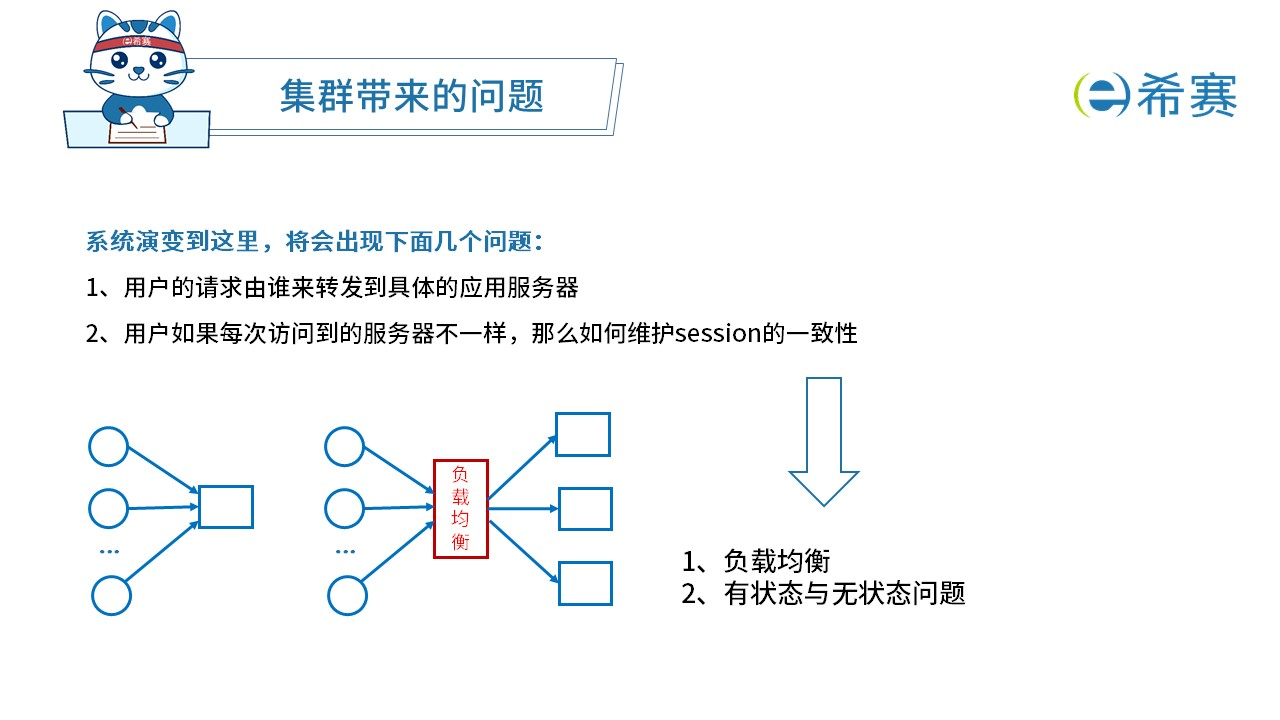 希赛
集群带来的问题
希赛
系统演变到这里，将会出现下面几个问题：
1、用户的请求由谁来转发到具体的应用服务器
2、用户如果每次访问到的服务器不一样，那么如何维护session的一致性
...
...
负
载
均
衡
1、负载均衡
2、有状态与无状态问题